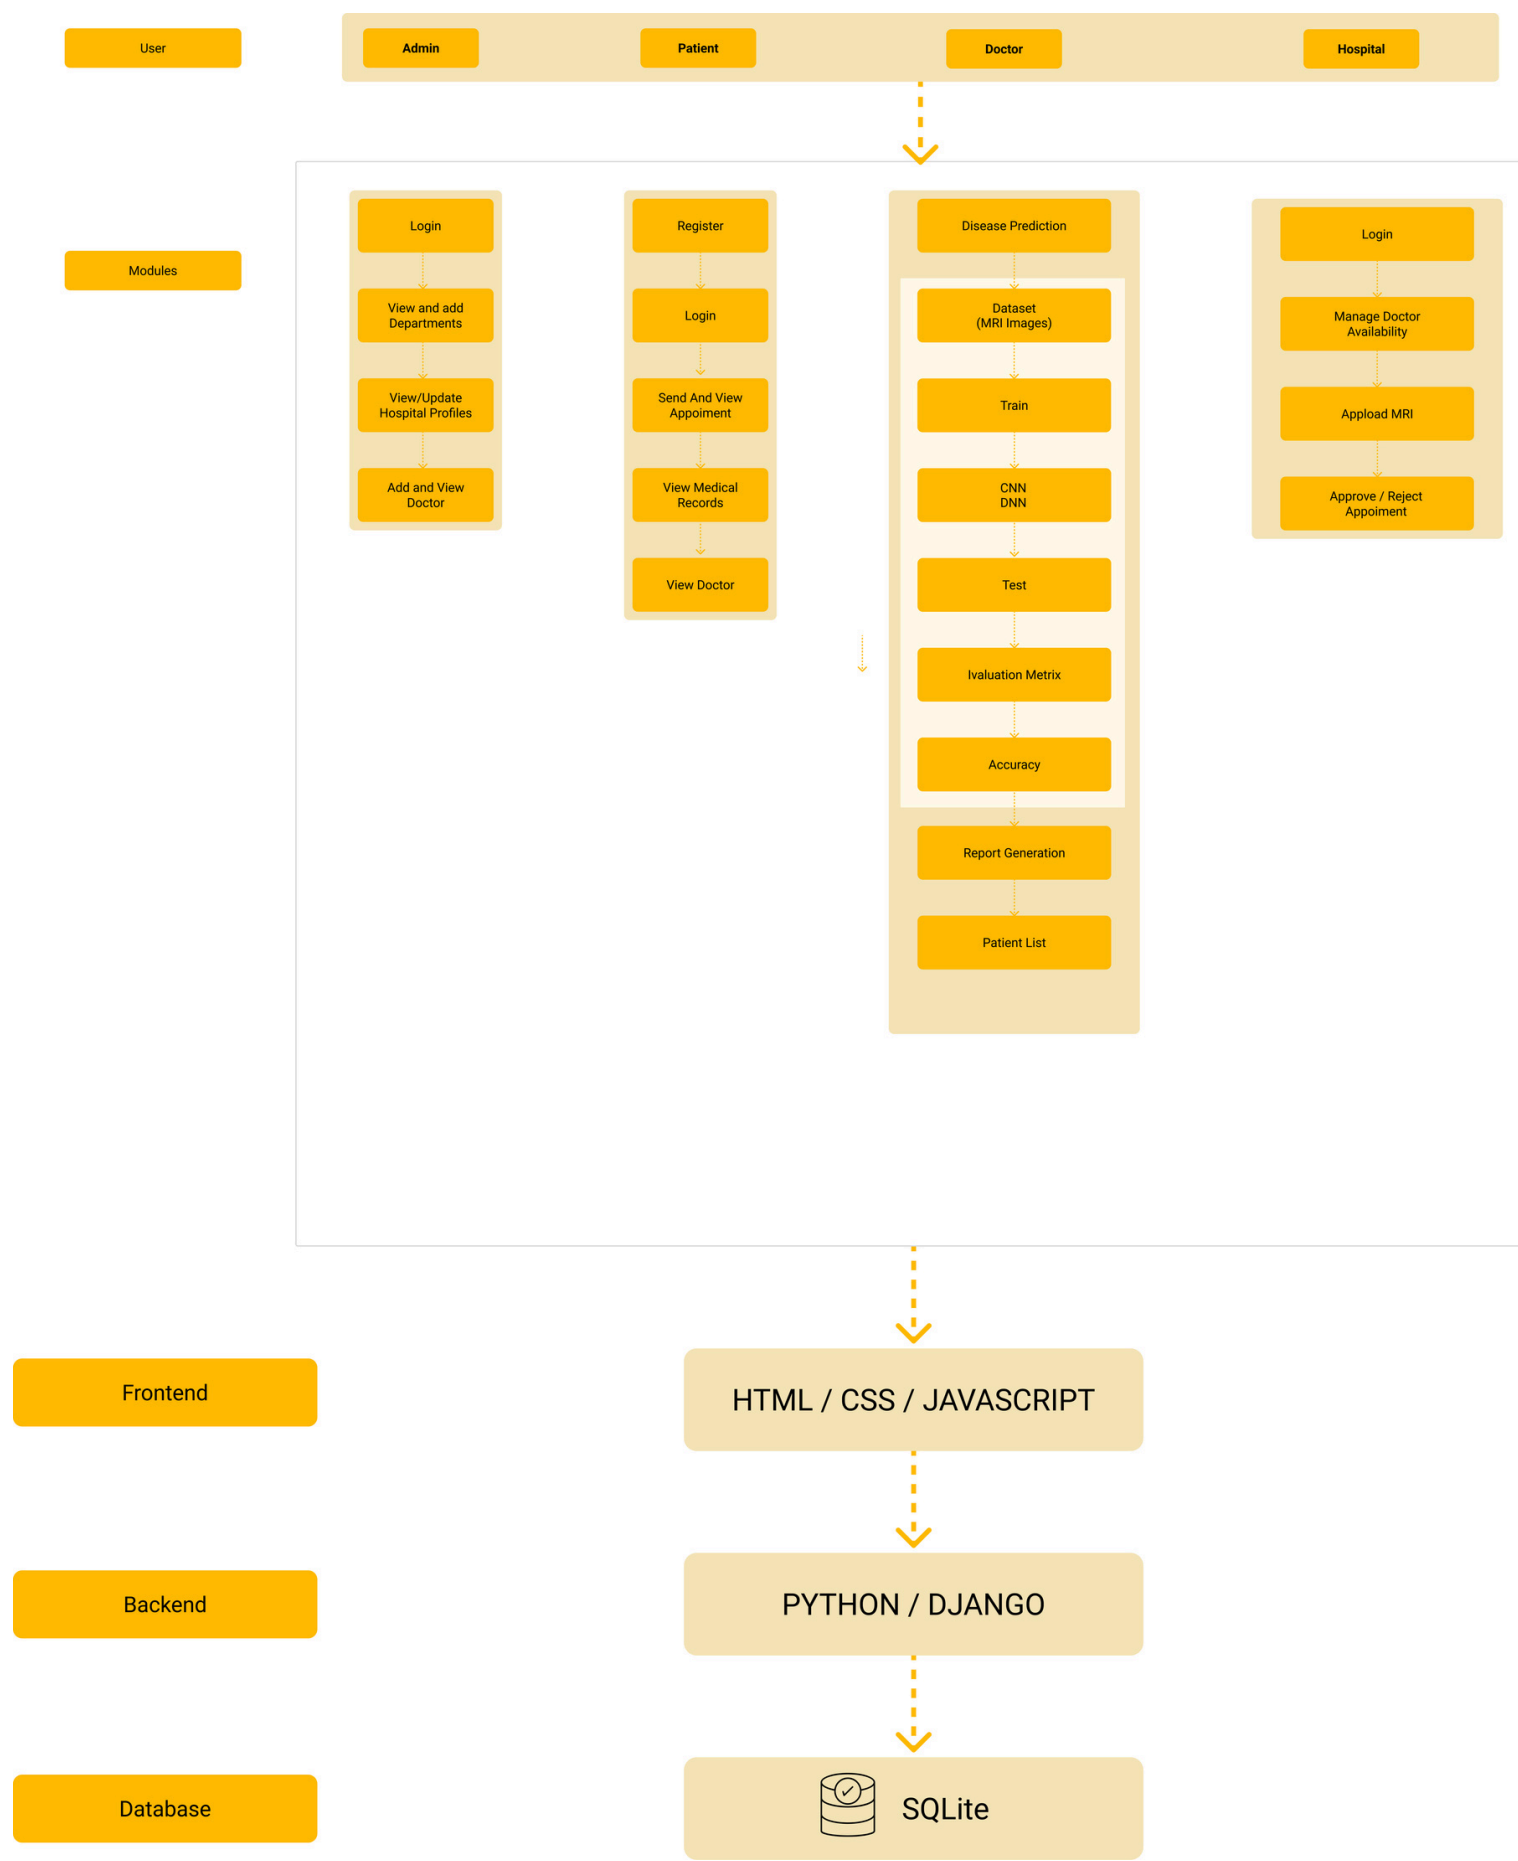 User
Admin
Patient
Doctor
Hospital
Modules
Login
View and add
Departments
View/Update
Hospital Profiles
Add and View
Doctor
Register
Login
Send And View
Appoiment
View Medical
Records
View Doctor
Disease Prediction
Dataset
(MRI Images)
Train
CNN
DNN
Test
Ivaluation Metrix
Accuracy
Report Generation
Patient List
Login
Manage Doctor
Availability
Appload MRI
Approve / Reject
Appoiment
Frontend
HTML / CSS / JAVASCRIPT
Backend
PYTHON / DJANGO
Database
SQLite